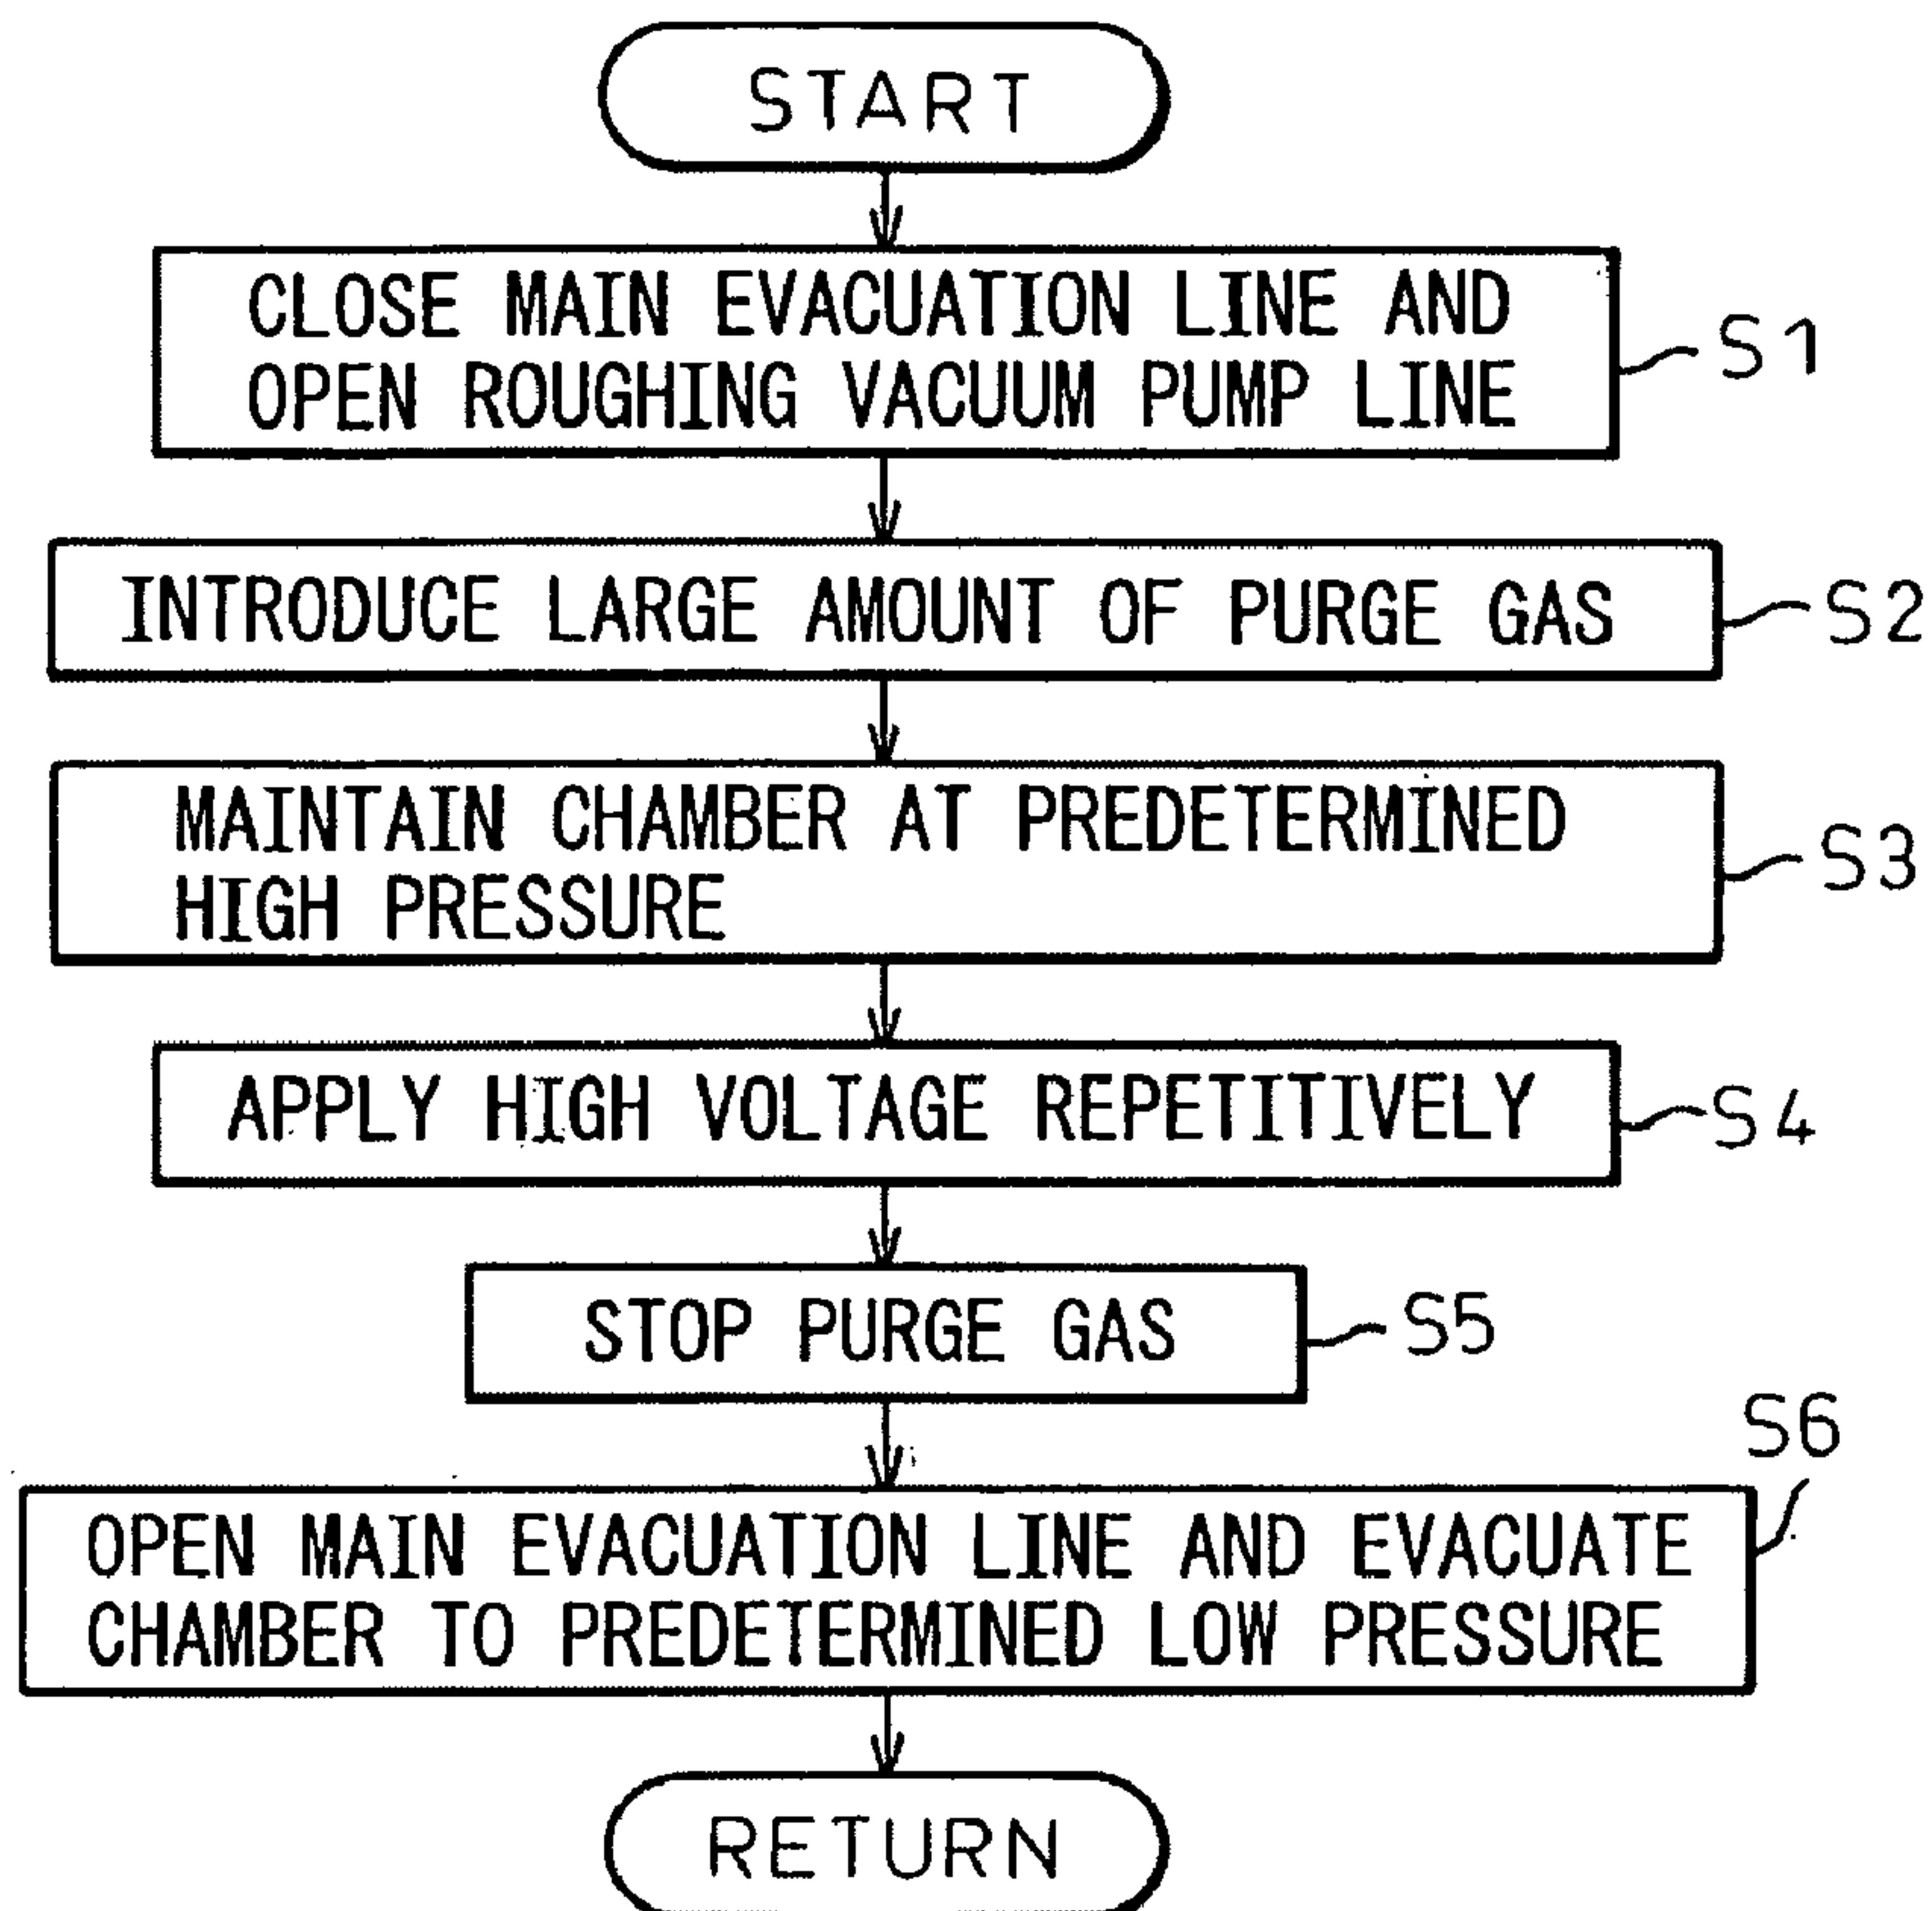 START
CLOSE MAIN EVACUATION LINE AND
OPEN ROUGHING VACUUM PUMP LINE
S1
INTRODUCE LARGE AMOUNT OF PURGE GAS
S2
MAINTAIN CHAMBER AT PREDETERMINED
HIGH PRESSURE
S3
APPLY HIGH VOLTAGE REPETITIVELY
S4
STOP PURGE GAS
S5
S6
OPEN MAIN EVACUATION LINE AND EVACUATE
CHAMBER TO PREDETERMINED LOW PRESSURE
RETURN